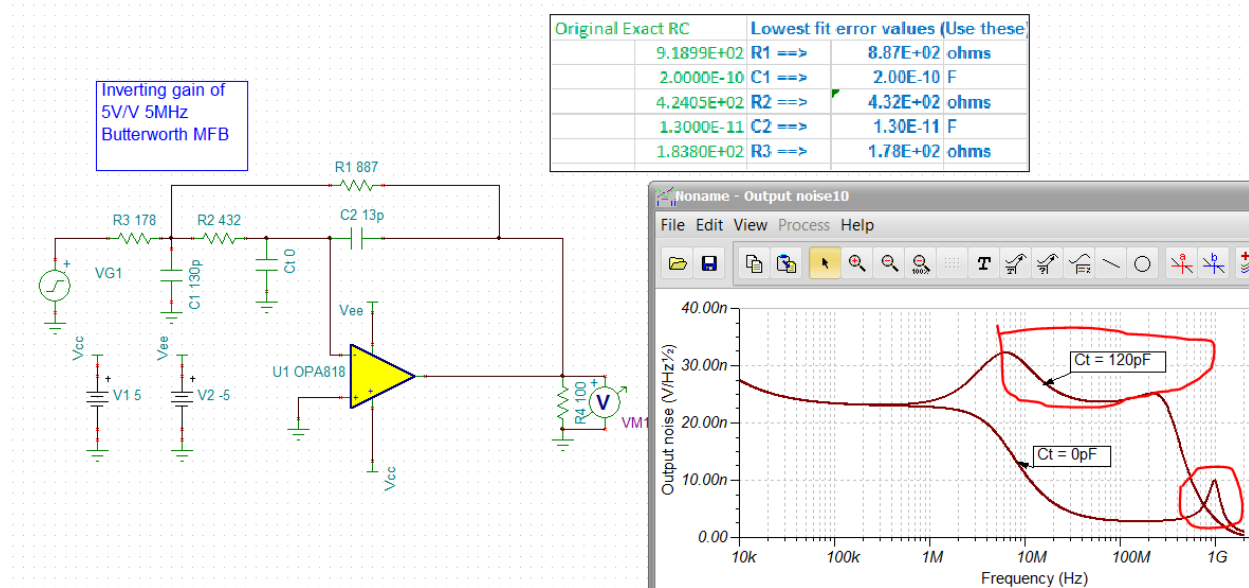 Original Exact RC Lowest fit error values (Use these)
9.1899E+02 R1 ==> 8.87E+02 ohms
2.0000E-10 C1 ==> 2.00E-10 F
4.2405E+02 R2 ==> 4.32E+02 ohms
1.3000E-11 C2 ==> 1.30E-11 F
1.8380E+02 R3 ==> 1.78E+02 ohms
Inverting gain of
5V/V 5MHz
Butterworth MFB
R1 887
C2 13p
R3 178
R2 432
Ct 0
C1 130p
VG1
+
Vee
Vcc
Vee
V1 5
V2 -5
+
+
U1 OPA818
-
+
Vcc
R4 100
+
V
VM1
Noname - Output noise10
File Edit View Process Help
T
100%
a
b
Output noise (V/Hz½)
40.00n
30.00n
20.00n
10.00n
0.00
Ct = 120pF
Ct = 0pF
10k 100k 1M 10M 100M 1G
Frequency (Hz)